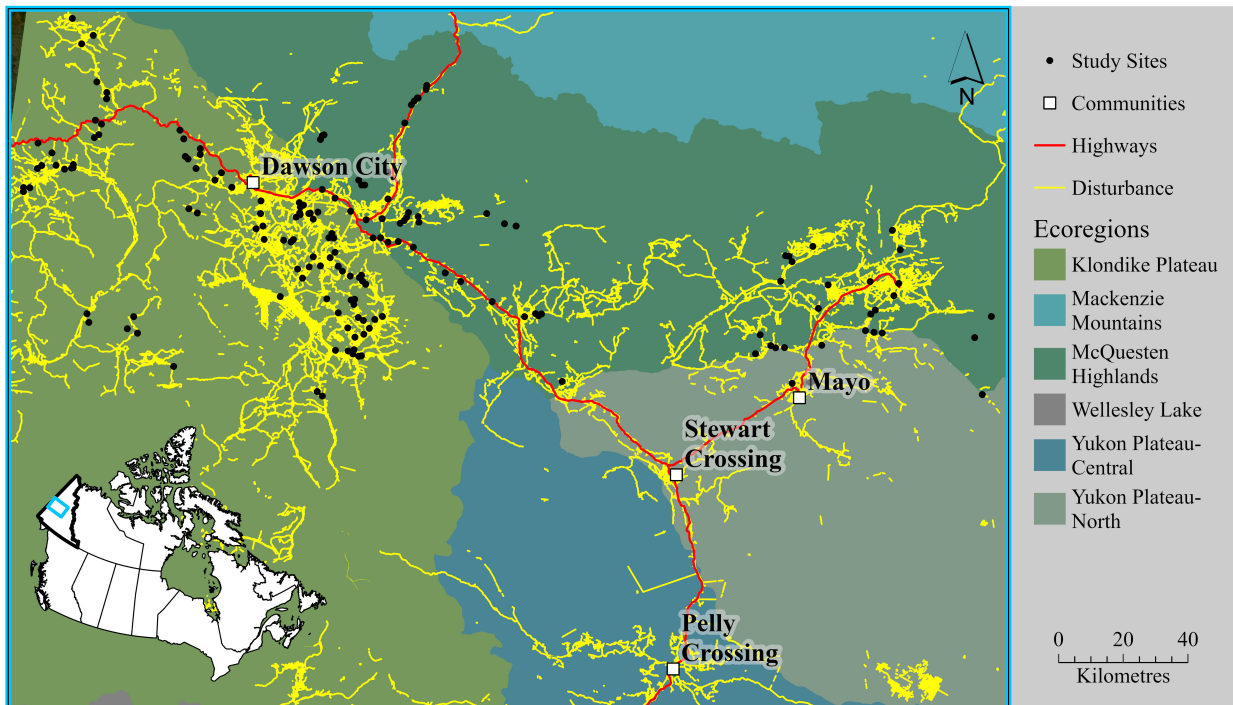 Dawson City
Mayo
Stewart
Crossing
Pelly
Crossing
N
Study Sites
Communities
Highways
Disturbance
Ecoregions
Klondike Plateau
Mackenzie
Mountains
McQuesten
Highlands
Wellesley Lake
Yukon Plateau-
Central
Yukon Plateau-
North
0 20 40
Kilometres